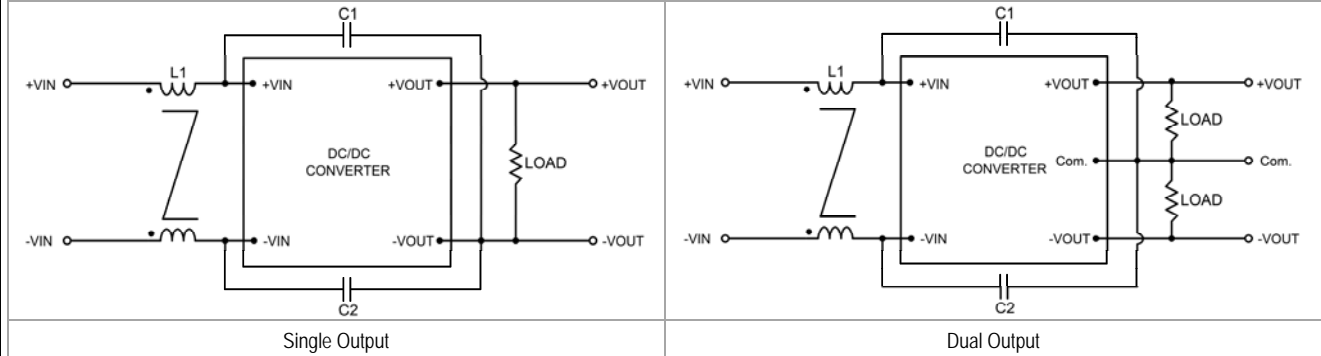 C1
L1
+VIN
+VIN
+VOUT
+VOUT
DC/DC
CONVERTER
LOAD
-VIN
-VIN
-VOUT
-VOUT
C2
Single Output
C1
L1
+VIN
+VIN
+VOUT
+VOUT
LOAD
DC/DC
CONVERTER
Com.
Com.
LOAD
-VIN
-VIN
-VOUT
-VOUT
C2
Dual Output